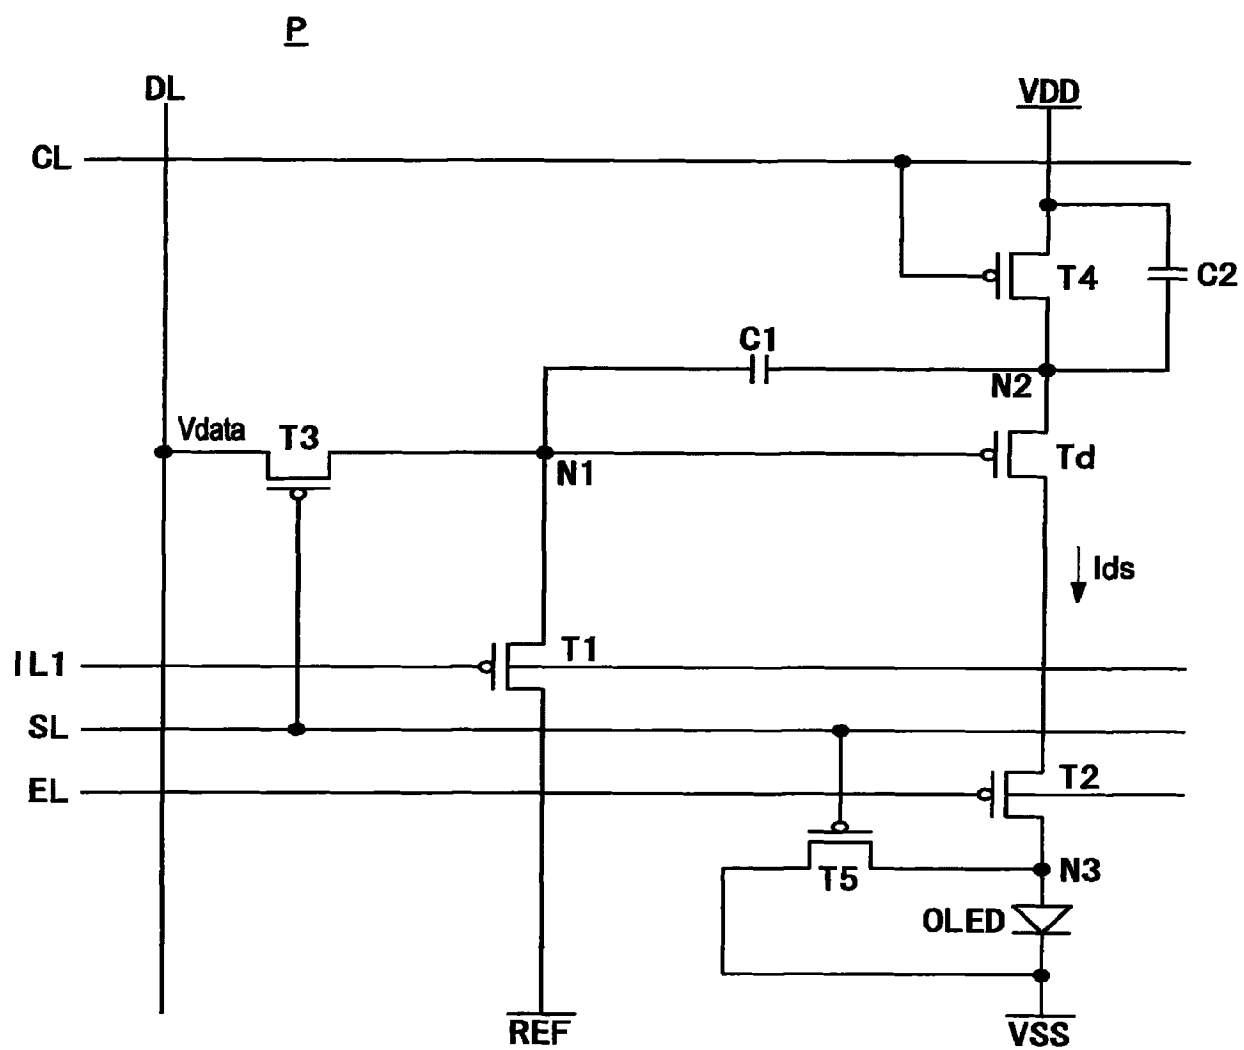 P
DL
VDD
CL
T4
C2
C1
N2
Vdata
T3
N1
Td
Ids
IL1
T1
SL
EL
T2
T5
N3
OLED
REF
VSS